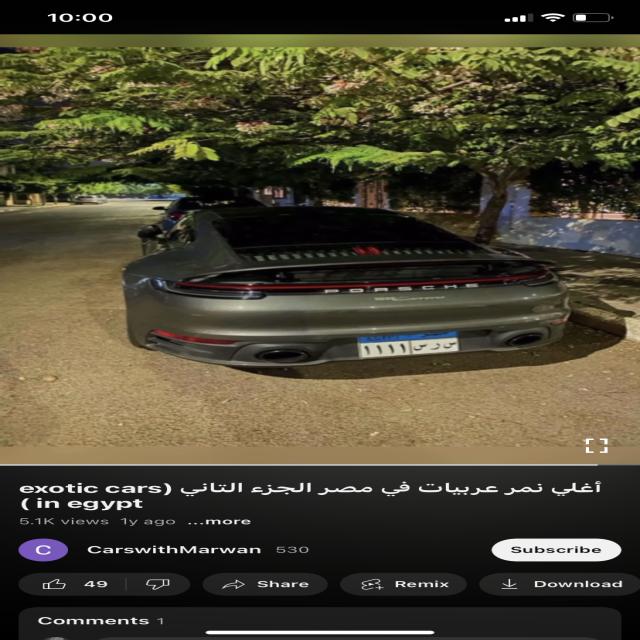 10:00
PORSCHE
١١١١ س ر س
أغلي نمر عربيات في مصر الجزء التاني (exotic cars
in egypt )
5.1K views 1y ago ...more
C CarswithMarwan 530 Subscribe
49 Share Remix Download
Comments 1